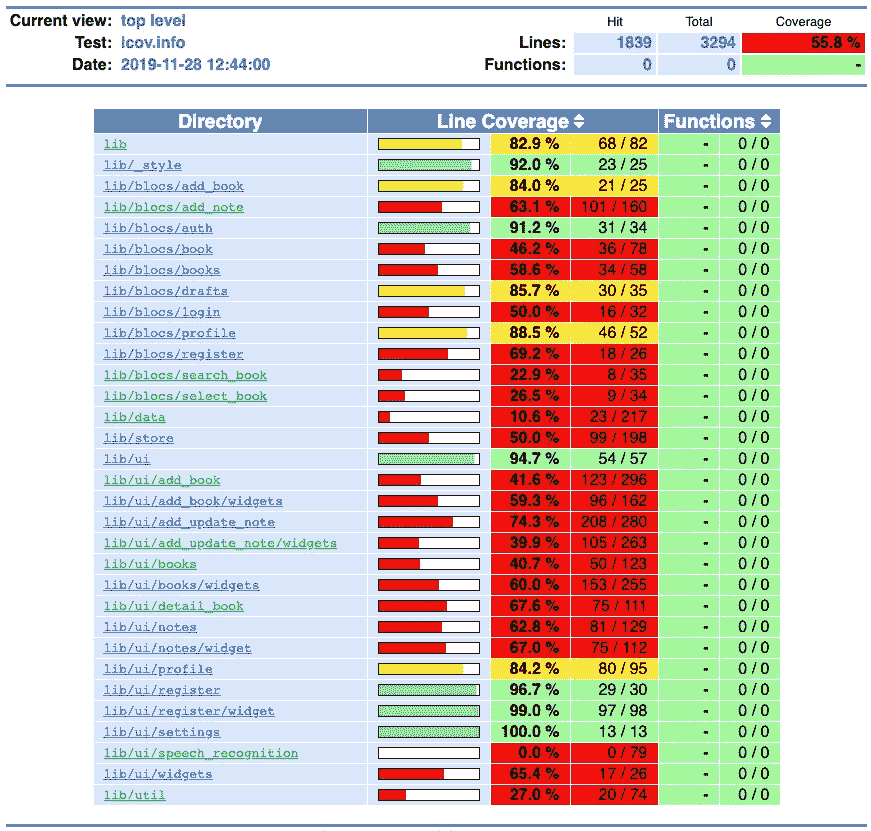 Current view: top level Hit Total Coverage
Test: lcov.info Lines: 1839 3294 55.8 %
Date: 2019-11-28 12:44:00 Functions: 0 0 -
Directory Line Coverage Functions
lib 82.9 % 68 / 82 - 0 / 0
lib/_style 92.0 % 23 / 25 - 0 / 0
lib/blocs/add_book 84.0 % 21 / 25 - 0 / 0
lib/blocs/add_note 63.1 % 101 / 160 - 0 / 0
lib/blocs/auth 91.2 % 31 / 34 - 0 / 0
lib/blocs/book 46.2 % 36 / 78 - 0 / 0
lib/blocs/books 58.6 % 34 / 58 - 0 / 0
lib/blocs/drafts 85.7 % 30 / 35 - 0 / 0
lib/blocs/login 50.0 % 16 / 32 - 0 / 0
lib/blocs/profile 88.5 % 46 / 52 - 0 / 0
lib/blocs/register 69.2 % 18 / 26 - 0 / 0
lib/blocs/search_book 22.9 % 8 / 35 - 0 / 0
lib/blocs/select_book 26.5 % 9 / 34 - 0 / 0
lib/data 10.6 % 23 / 217 - 0 / 0
lib/store 50.0 % 99 / 198 - 0 / 0
lib/ui 94.7 % 54 / 57 - 0 / 0
lib/ui/add_book 41.6 % 123 / 296 - 0 / 0
lib/ui/add_book/widgets 59.3 % 96 / 162 - 0 / 0
lib/ui/add_update_note 74.3 % 208 / 280 - 0 / 0
lib/ui/add_update_note/widgets 39.9 % 105 / 263 - 0 / 0
lib/ui/books 40.7 % 50 / 123 - 0 / 0
lib/ui/books/widgets 60.0 % 153 / 255 - 0 / 0
lib/ui/detail_book 67.6 % 75 / 111 - 0 / 0
lib/ui/notes 62.8 % 81 / 129 - 0 / 0
lib/ui/notes/widget 67.0 % 75 / 112 - 0 / 0
lib/ui/profile 84.2 % 80 / 95 - 0 / 0
lib/ui/register 96.7 % 29 / 30 - 0 / 0
lib/ui/register/widget 99.0 % 97 / 98 - 0 / 0
lib/ui/settings 100.0 % 13 / 13 - 0 / 0
lib/ui/speech_recognition 0.0 % 0 / 79 - 0 / 0
lib/ui/widgets 65.4 % 17 / 26 - 0 / 0
lib/util 27.0 % 20 / 74 - 0 / 0